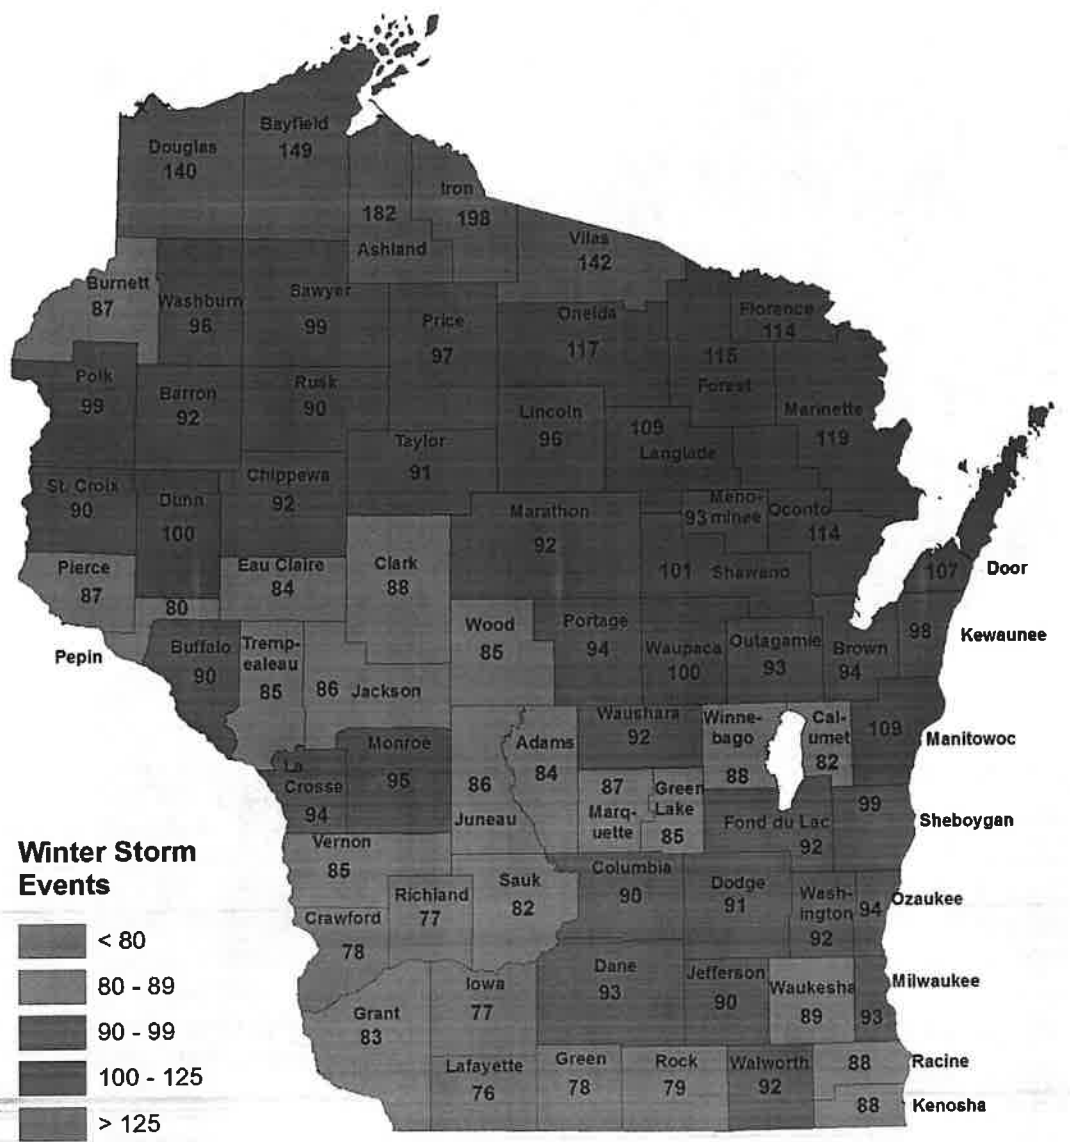 Bayfield
149
Douglas
140
Iron
198
182
Ashland
Vilas
142
Burnett
87
Washburn
96
Sawyer
99
Price
97
Oneida
117
Florence
114
115
Forest
Polk
99
Barron
92
Rusk
90
Lincoln
96
109
Langlade
Marinette
119
Taylor
91
St. Croix
90
Dunn
100
Chippewa
92
Marathon
92
Meno-
93 minee
Oconto
114
Pierce
87
Eau Claire
84
Clark
88
101 Shawano
107
Door
80
Pepin
Buffalo
90
Tremp-
ealeau
85
86 Jackson
Wood
85
Portage
94
Waupaca
100
Outagamie
93
Brown
94
98
Kewaunee
La
Crosse
94
Monroe
95
86
Juneau
Adams
84
Waushara
92
Winne-
bago
88
Cal-
umet
82
109
Manitowoc
87
Marq-
uette
Green
Lake
85
Fond du Lac
92
99
Sheboygan
Vernon
85
Richland
77
Sauk
82
Columbia
90
Dodge
91
Wash-
ington
92
94
Ozaukee
Crawford
78
Iowa
77
Dane
93
Jefferson
90
Waukesha
89
93
Milwaukee
Grant
83
Lafayette
76
Green
78
Rock
79
Walworth
92
88
Racine
88
Kenosha
Winter Storm
Events
< 80
80 - 89
90 - 99
100 - 125
> 125